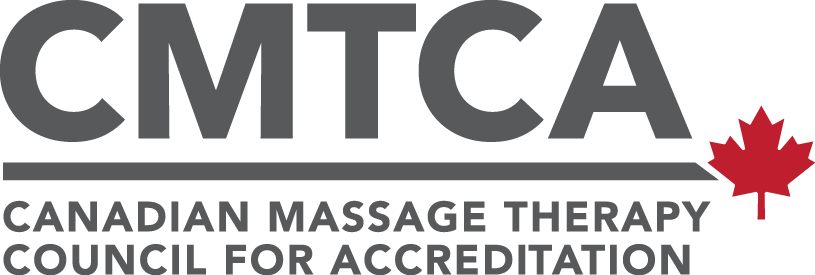 CMTCA
CANADIAN MASSAGE THERAPY
COUNCIL FOR ACCREDITATION